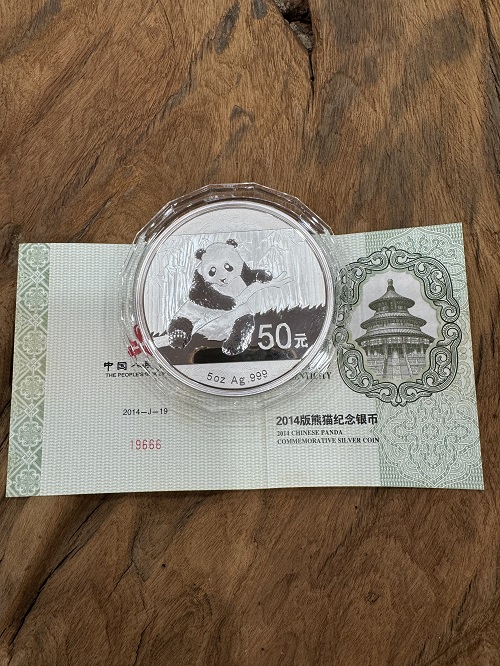 50元
5oz Ag.999
中国人民
THE PEOPLE'S
2014-J-19
19666
2014版熊猫纪念银币
2014 CHINESE PANDA
COMMEMORATIVE SILVER COIN